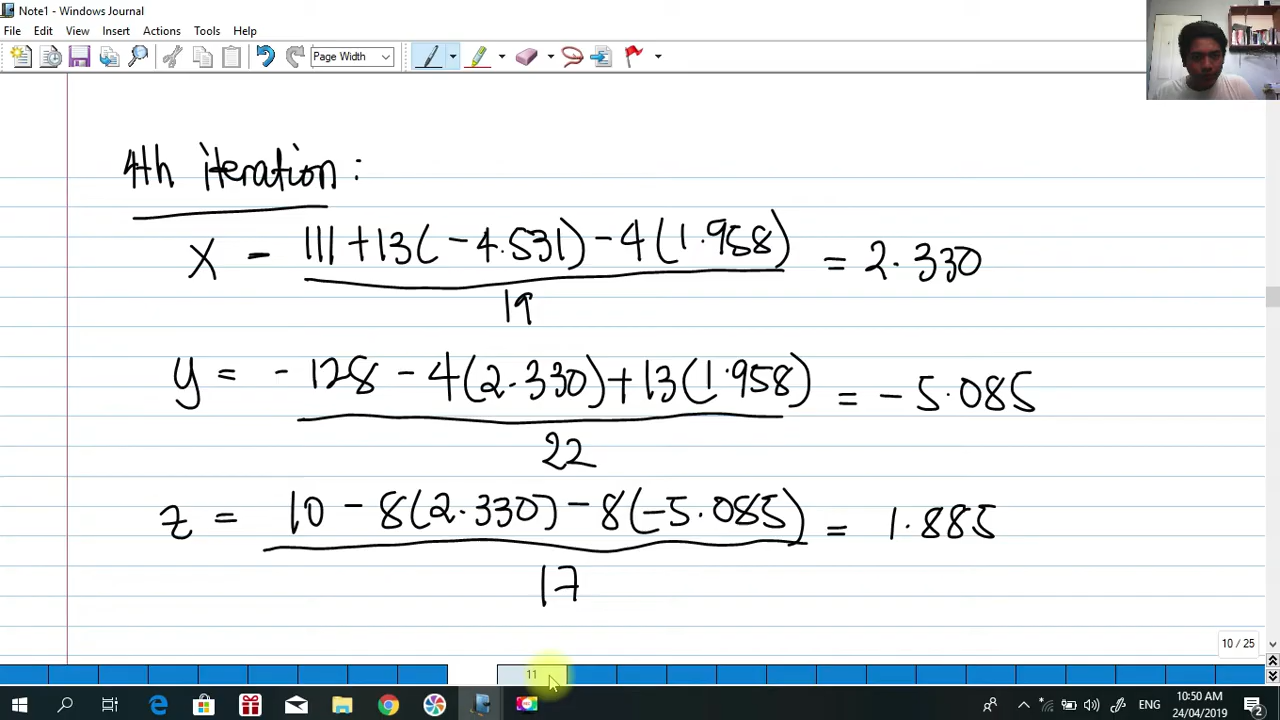 Note1 - Windows Journal
File Edit View Insert Actions Tools Help
Page Width
4th iteration:
x - 111 + 13(-4.531) - 4(1.958) = 2.330
19
y = -128 - 4(2.330) + 13(1.958) = -5.085
22
z = 10 - 8(2.330) - 8(-5.085) = 1.885
17
10 / 25
11
10:50 AM
ENG
24/04/2019
2